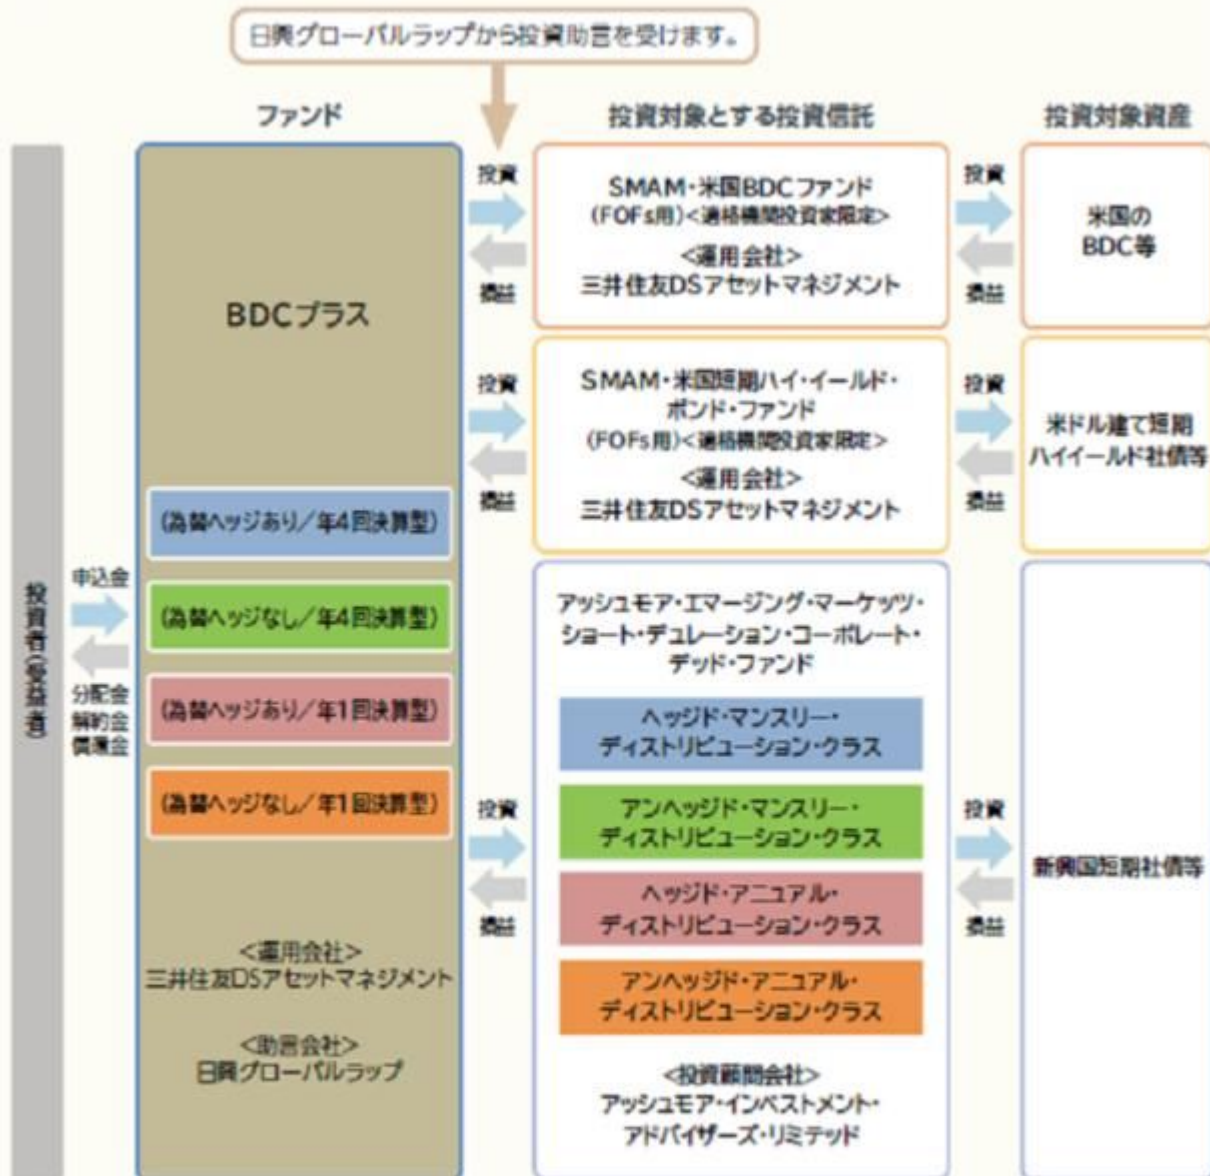 日興グローバルラップから投資助言を受けます。
ファンド
投資対象とする投資信託
投資対象資産
投資者(受益者)
申込金
分配金
解約金
償還金
BDCプラス
(為替ヘッジあり/年4回決算型)
(為替ヘッジなし/年4回決算型)
(為替ヘッジあり/年1回決算型)
(為替ヘッジなし/年1回決算型)
<運用会社>
三井住友DSアセットマネジメント
<助言会社>
日興グローバルラップ
投資
損益
SMAM・米国BDCファンド
(FOFs用)<適格機関投資家限定>
<運用会社>
三井住友DSアセットマネジメント
投資
損益
米国の
BDC等
投資
損益
SMAM・米国短期ハイ・イールド・
ボンド・ファンド
(FOFs用)<適格機関投資家限定>
<運用会社>
三井住友DSアセットマネジメント
投資
損益
米ドル建て短期
ハイイールド社債等
投資
損益
アッシュモア・エマージング・マーケッツ・
ショート・デュレーション・コーポレート・
デッド・ファンド
ヘッジド・マンスリー・
ディストリビューション・クラス
アンヘッジド・マンスリー・
ディストリビューション・クラス
ヘッジド・アニュアル・
ディストリビューション・クラス
アンヘッジド・アニュアル・
ディストリビューション・クラス
<投資顧問会社>
アッシュモア・インベストメント・
アドバイザーズ・リミテッド
投資
損益
新興国短期社債等